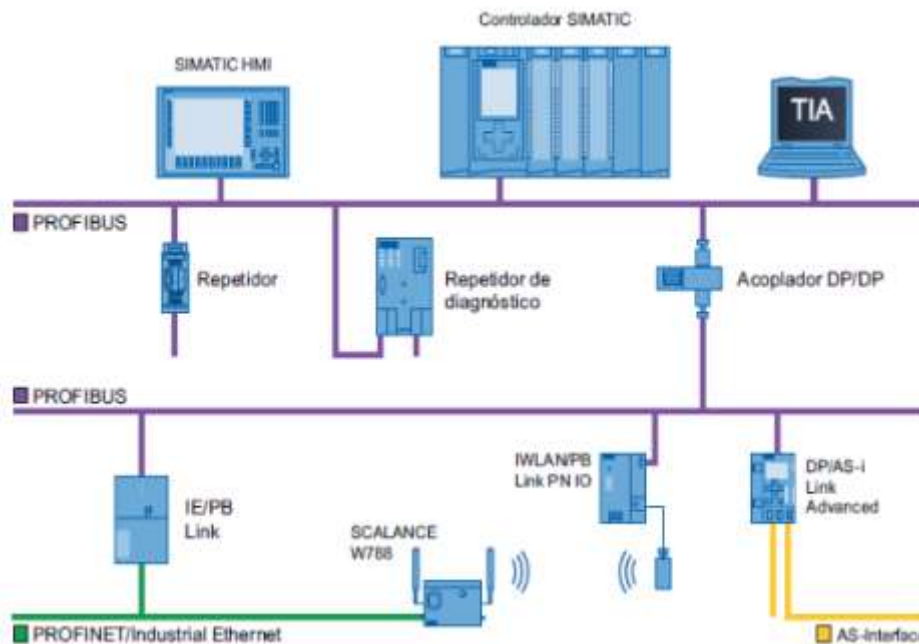 Controlador SIMATIC
SIMATIC HMI
TIA
PROFIBUS
Repetidor
Repetidor de
diagnóstico
Acoplador DP/DP
PROFIBUS
IE/PB
Link
SCALANCE
W788
IWLAN/PB
Link PN IO
DP/AS-i
Link
Advanced
PROFINET/Industrial Ethernet
AS-Interfac